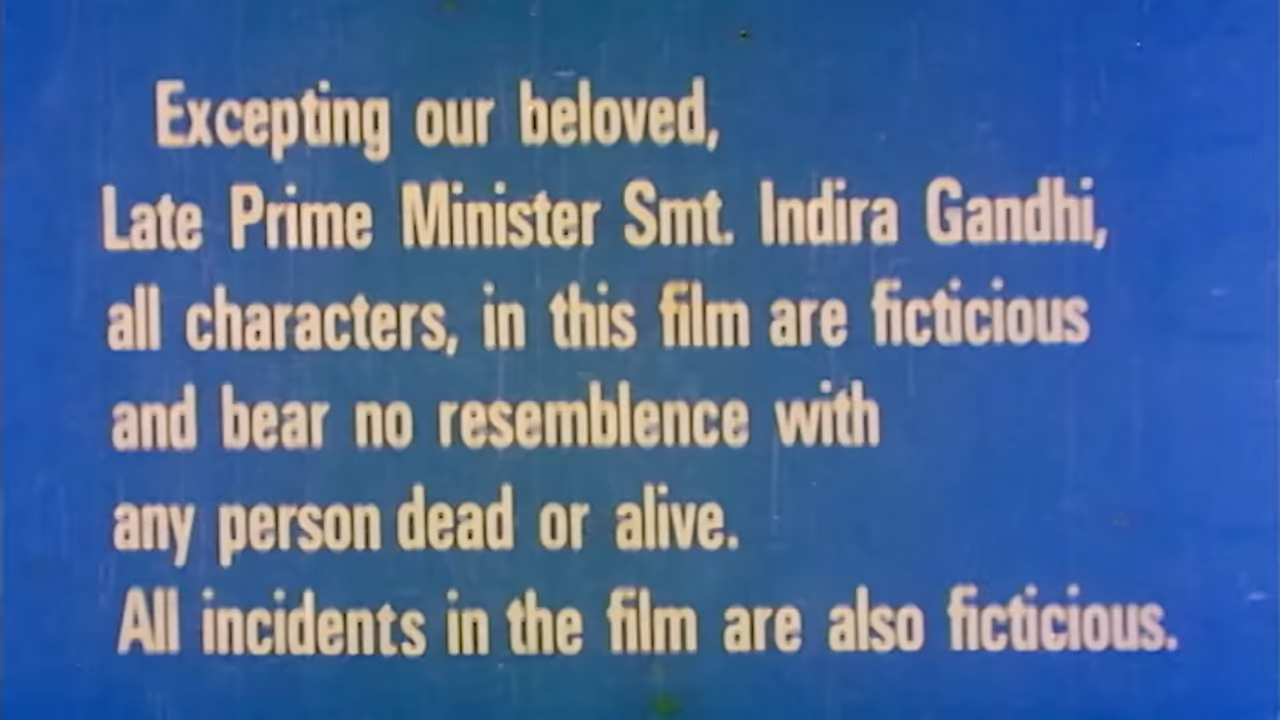 Excepting our beloved,
Late Prime Minister Smt. Indira Gandhi,
all characters, in this film are ficticious
and bear no resemblence with
any person dead or alive.
All incidents in the film are also ficticious.